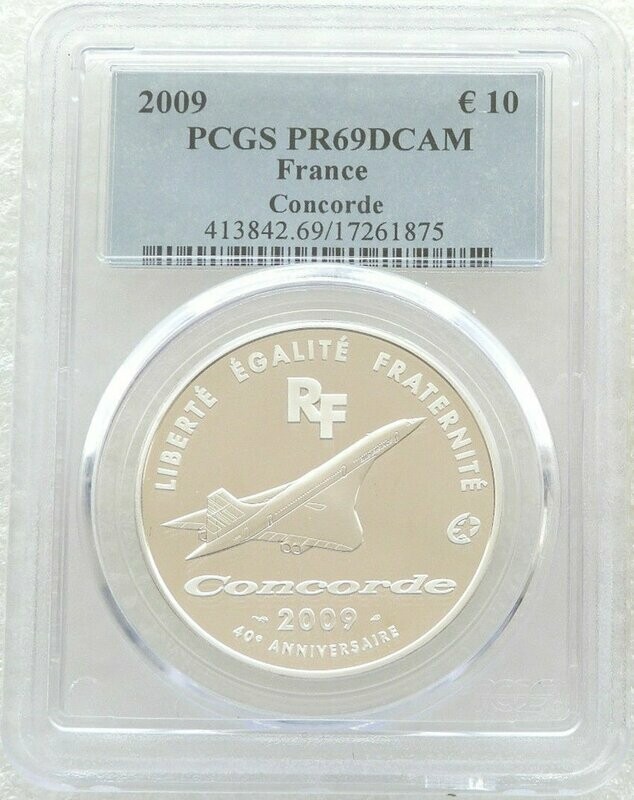 2009 € 10
PCGS PR69DCAM
France
Concorde
413842.69/17261875
LIBERTÉ ÉGALITÉ FRATERNITÉ
RF
Concorde
2009
40e ANNIVERSAIRE